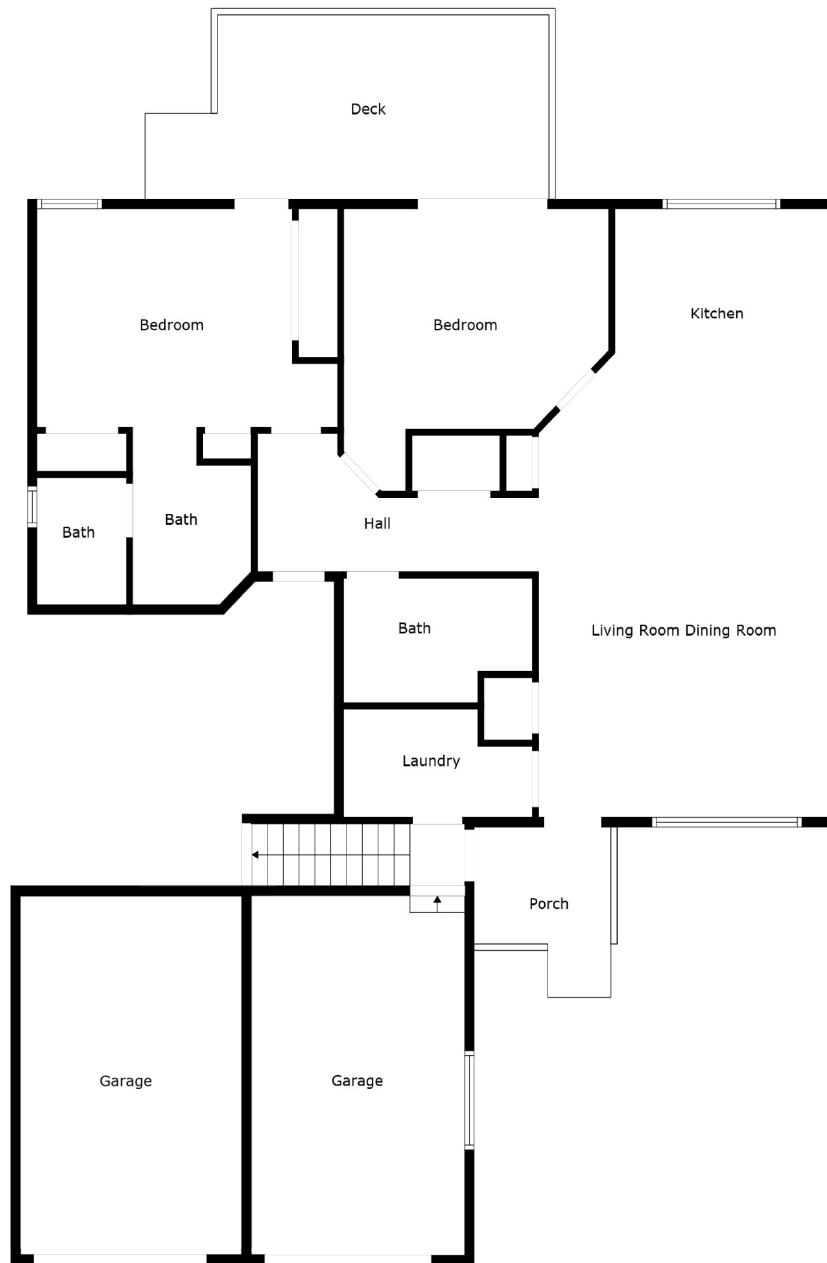 Deck
Kitchen
Bedroom
Bedroom
Bath
Hall
Bath
Bath
Living Room Dining Room
Laundry
Porch
Garage
Garage